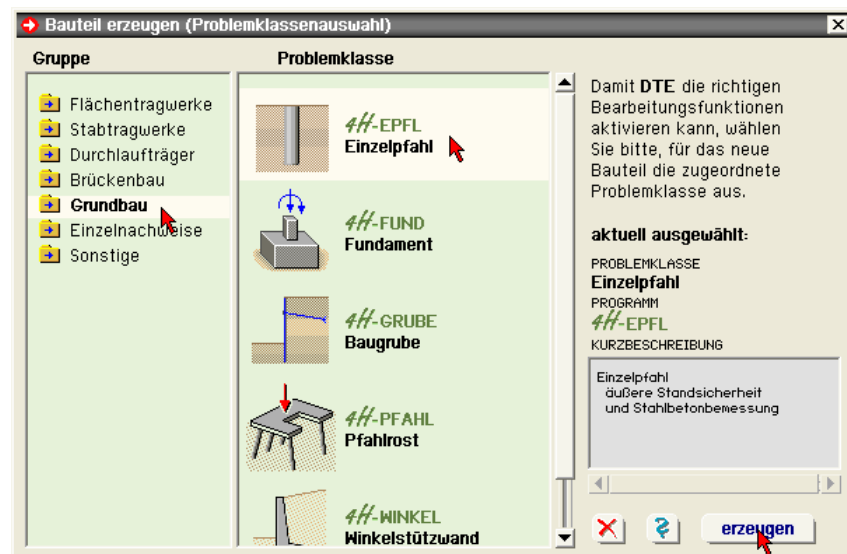 Bauteil erzeugen (Problemklassenauswahl)
Gruppe
Flächentragwerke
Stabtragwerke
Durchlaufträger
Brückenbau
Grundbau
Einzelnachweise
Sonstige
Problemklasse
4H-EPFL
Einzelpfahl
4H-FUND
Fundament
4H-GRUBE
Baugrube
4H-PFAHL
Pfahlrost
4H-WINKEL
Winkelstützwand
Damit DTE die richtigen
Bearbeitungsfunktionen
aktivieren kann, wählen
Sie bitte, für das neue
Bauteil die zugeordnete
Problemklasse aus.
aktuell ausgewählt:
PROBLEMKLASSE
Einzelpfahl
PROGRAMM
4H-EPFL
KURZBESCHREIBUNG
Einzelpfahl
äußere Standsicherheit
und Stahlbetonbemessung
erzeugen